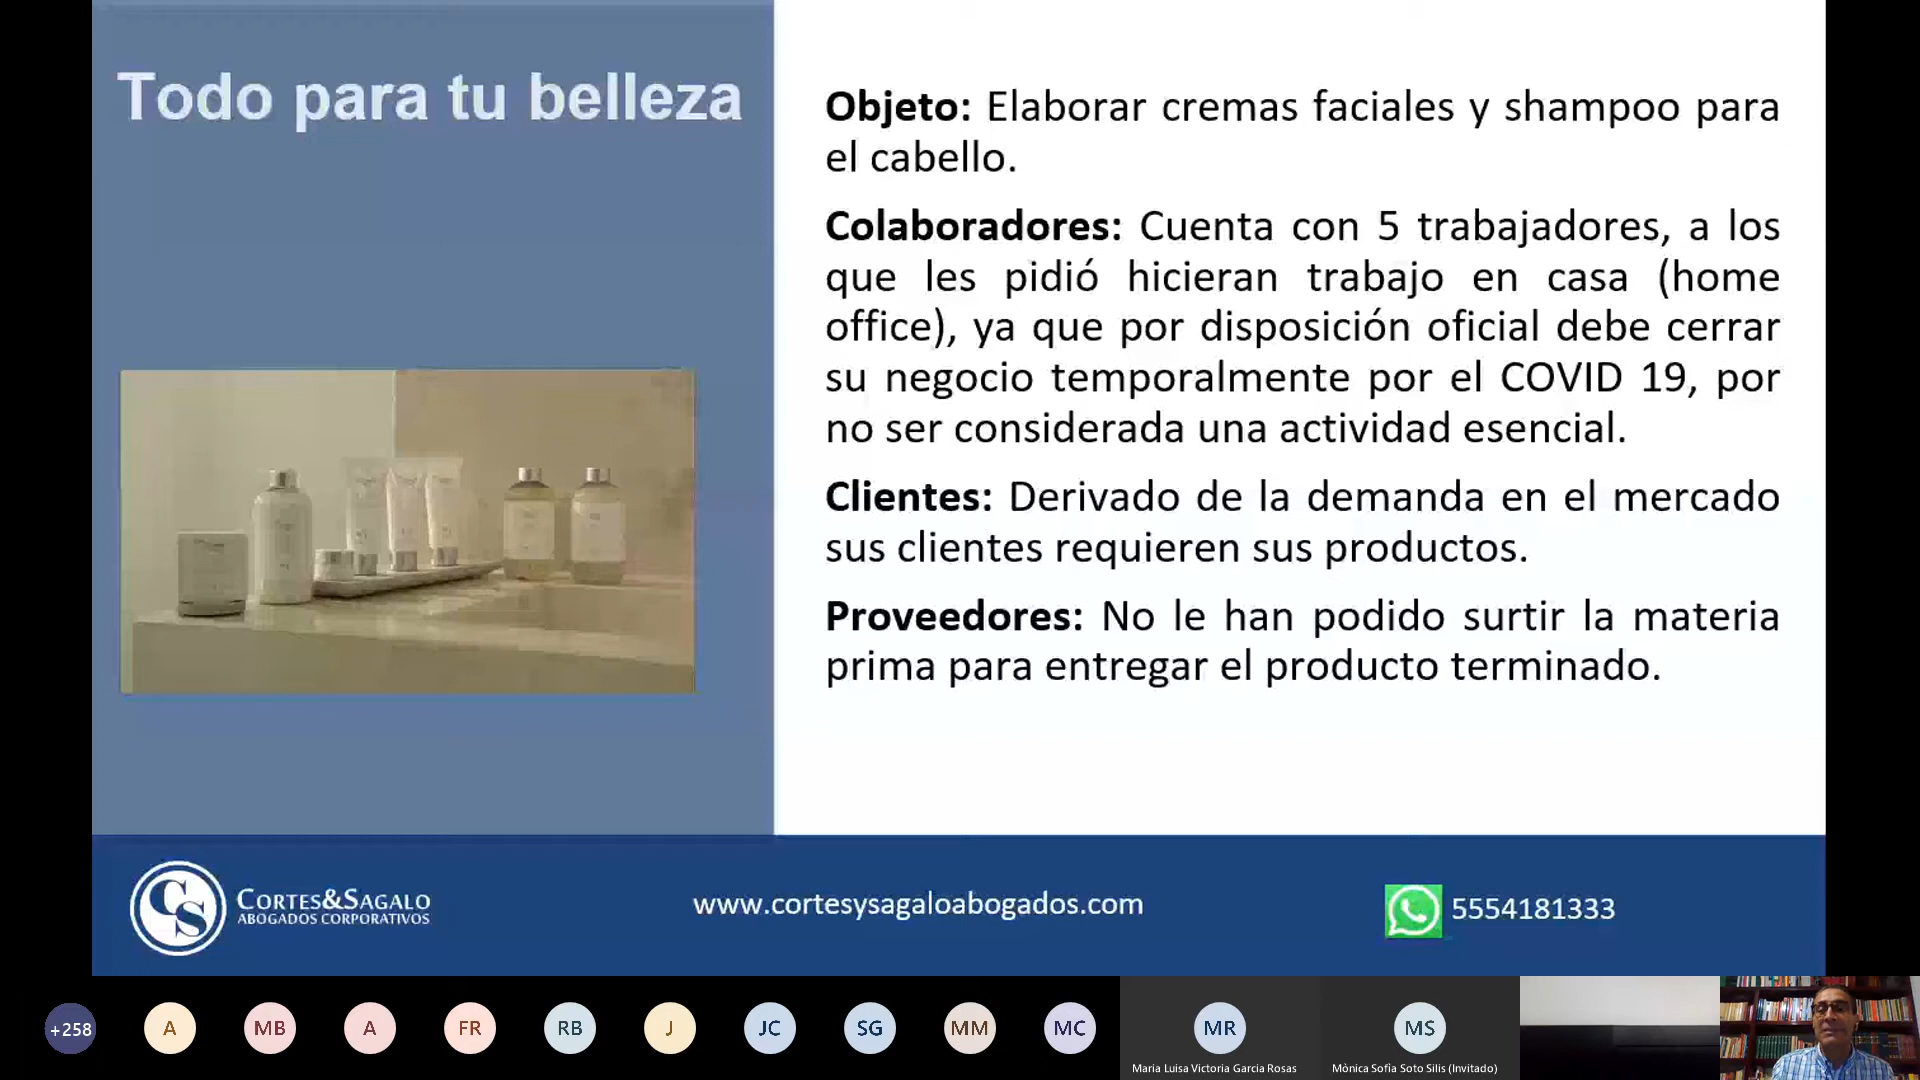 Todo para tu belleza
Objeto: Elaborar cremas faciales y shampoo para
el cabello.
Colaboradores: Cuenta con 5 trabajadores, a los
que les pidió hicieran trabajo en casa (home
office), ya que por disposición oficial debe cerrar
su negocio temporalmente por el COVID 19, por
no ser considerada una actividad esencial.
Clientes: Derivado de la demanda en el mercado
sus clientes requieren sus productos.
Proveedores: No le han podido surtir la materia
prima para entregar el producto terminado.
CS
CORTES&SAGALO
ABOGADOS CORPORATIVOS
www.cortesysagaloabogados.com
5554181333
+258
A
MB
A
FR
RB
J
JC
SG
MM
MC
MR
MS
Maria Luisa Victoria Garcia Rosas
Mònica Sofìa Soto Silis (Invitado)